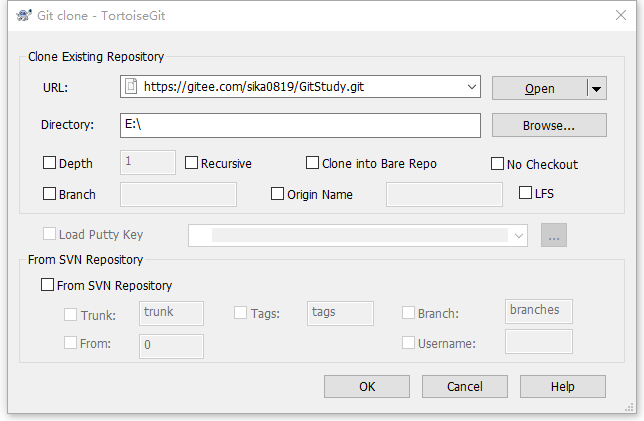 Git clone - TortoiseGit
Clone Existing Repository
URL: https://gitee.com/sika0819/GitStudy.git Open
Directory: E:\ Browse...
Depth 1 Recursive Clone into Bare Repo No Checkout
Branch Origin Name LFS
Load Putty Key ...
From SVN Repository
From SVN Repository
Trunk: trunk Tags: tags Branch: branches
From: 0 Username:
OK Cancel Help